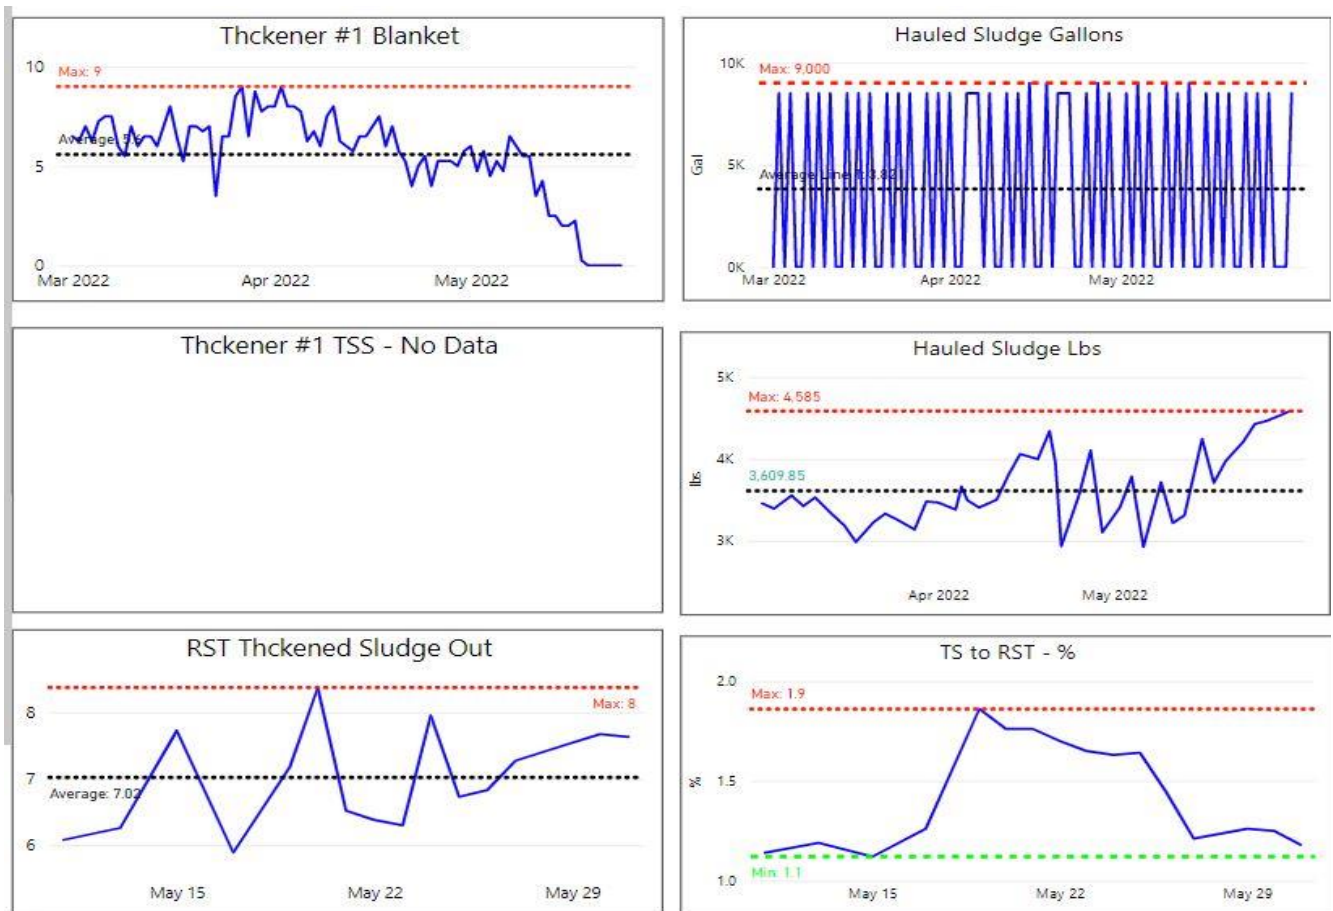 Thckener #1 Blanket
10
Max: 9
Average: 5.6
5
0
Mar 2022 Apr 2022 May 2022
Hauled Sludge Gallons
10K
Max: 9,000
Gal
5K
0K
Mar 2022 Apr 2022 May 2022
Thckener #1 TSS - No Data
Hauled Sludge Lbs
5K
Max: 4,585
4K
lbs
3,609.85
3K
Apr 2022 May 2022
RST Thckened Sludge Out
8
Max: 8
7
Average: 7.02
6
May 15 May 22 May 29
TS to RST - %
2.0
Max: 1.9
%
1.5
Min: 1.1
1.0
May 15 May 22 May 29